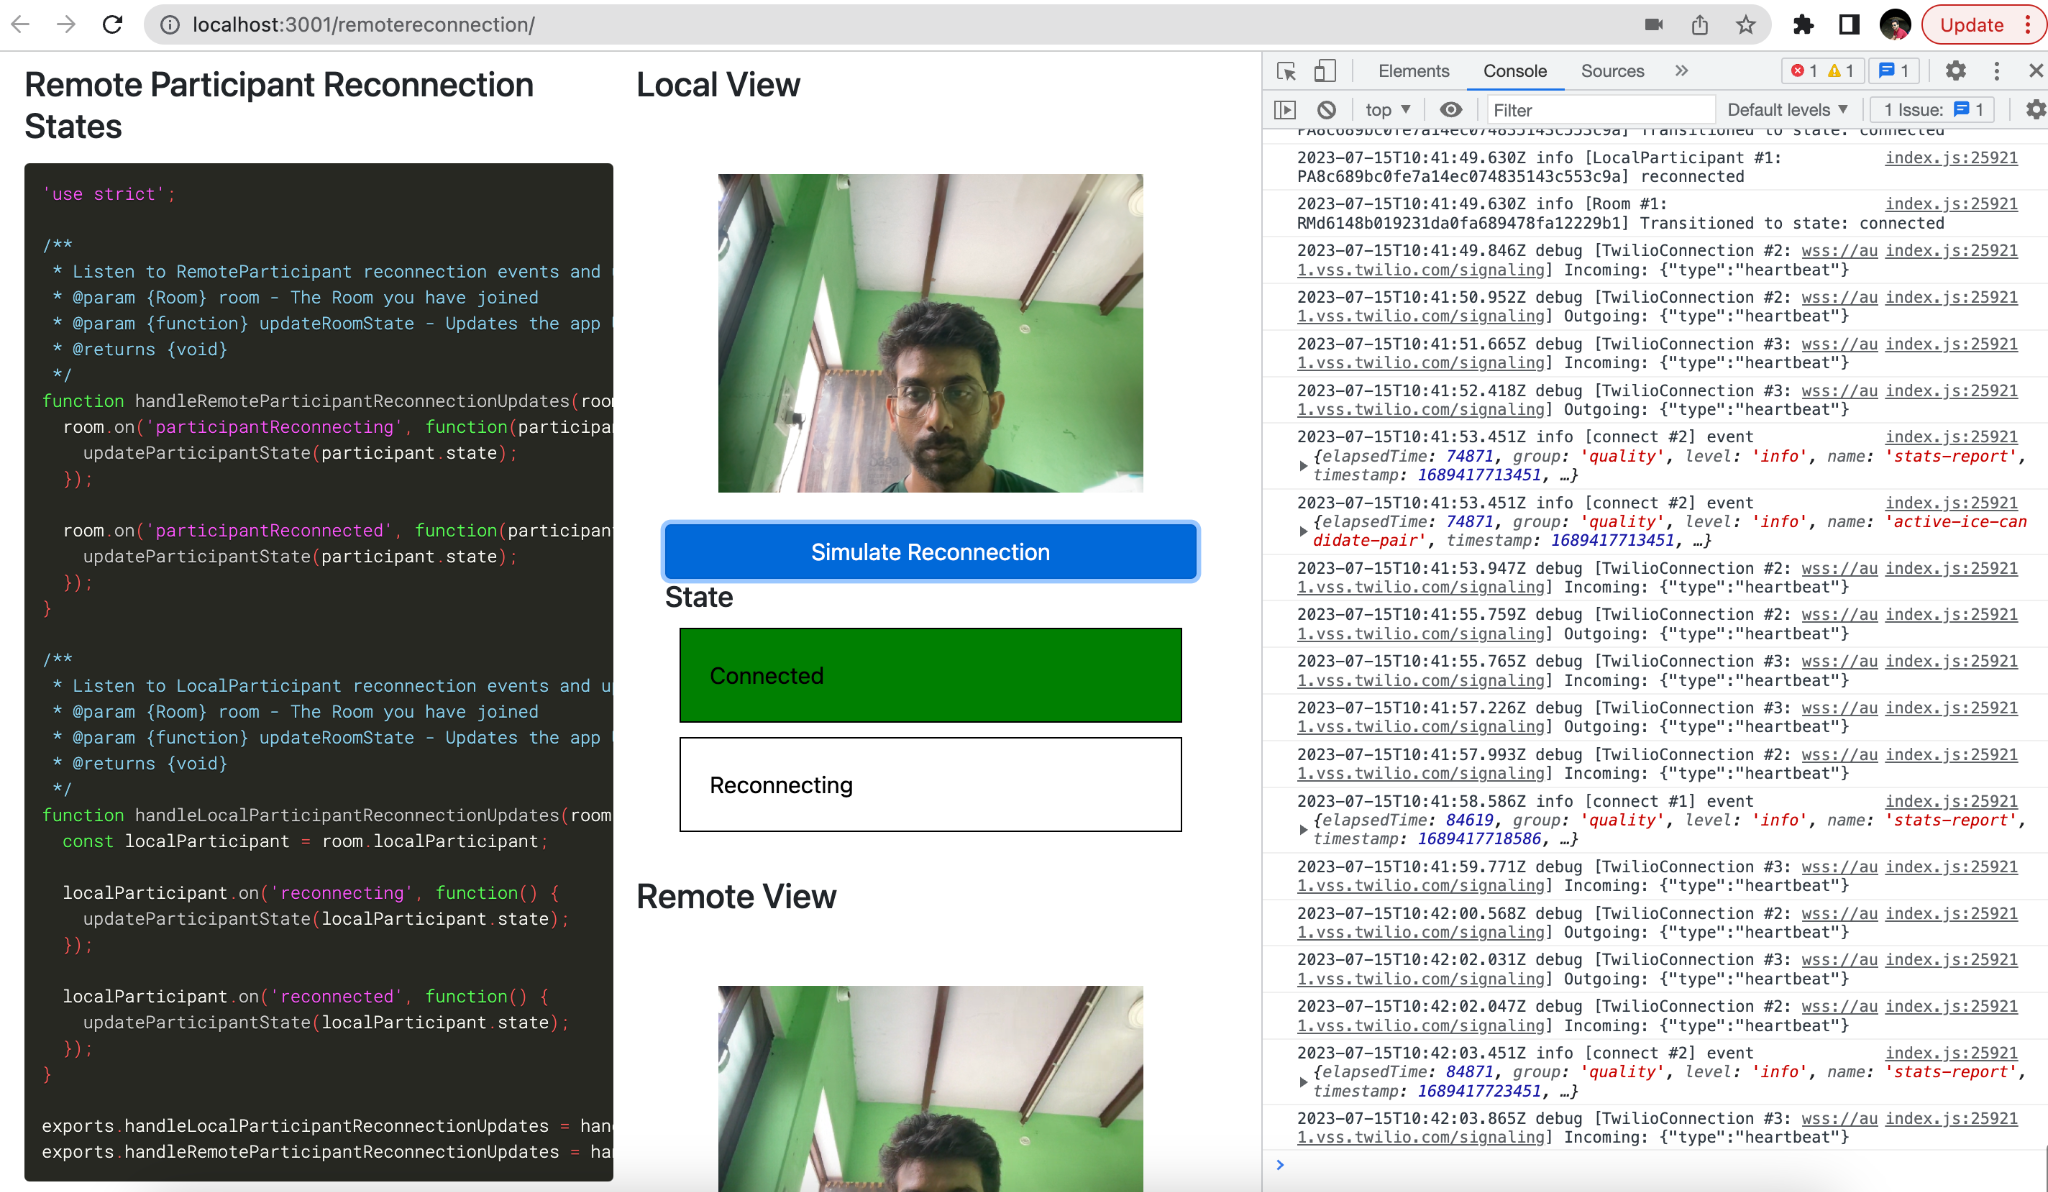 localhost:3001/remotereconnection/
Update
Remote Participant Reconnection
States
'use strict';
/**
* Listen to RemoteParticipant reconnection events and
* @param {Room} room - The Room you have joined
* @param {function} updateRoomState - Updates the app
* @returns {void}
*/
function handleRemoteParticipantReconnectionUpdates(room
room.on('participantReconnecting', function(participan
updateParticipantState(participant.state);
});
room.on('participantReconnected', function(participant
updateParticipantState(participant.state);
});
}
/**
* Listen to LocalParticipant reconnection events and up
* @param {Room} room - The Room you have joined
* @param {function} updateRoomState - Updates the app
* @returns {void}
*/
function handleLocalParticipantReconnectionUpdates(room
const localParticipant = room.localParticipant;
localParticipant.on('reconnecting', function() {
updateParticipantState(localParticipant.state);
});
localParticipant.on('reconnected', function() {
updateParticipantState(localParticipant.state);
});
}
exports.handleLocalParticipantReconnectionUpdates = han
exports.handleRemoteParticipantReconnectionUpdates = ha
Local View
Simulate Reconnection
State
Connected
Reconnecting
Remote View
Elements Console Sources » 1 1 1
top Filter Default levels 1 Issue: 1
PA8c689bc0fe7a14ec074835143c553c9a] Transitioned to state: connected
2023-07-15T10:41:49.630Z info [LocalParticipant #1: index.js:25921
PA8c689bc0fe7a14ec074835143c553c9a] reconnected
2023-07-15T10:41:49.630Z info [Room #1: index.js:25921
RMd6148b019231da0fa689478fa12229b1] Transitioned to state: connected
2023-07-15T10:41:49.846Z debug [TwilioConnection #2: wss://au index.js:25921
1.vss.twilio.com/signaling] Incoming: {"type":"heartbeat"}
2023-07-15T10:41:50.952Z debug [TwilioConnection #2: wss://au index.js:25921
1.vss.twilio.com/signaling] Outgoing: {"type":"heartbeat"}
2023-07-15T10:41:51.665Z debug [TwilioConnection #3: wss://au index.js:25921
1.vss.twilio.com/signaling] Incoming: {"type":"heartbeat"}
2023-07-15T10:41:52.418Z debug [TwilioConnection #3: wss://au index.js:25921
1.vss.twilio.com/signaling] Outgoing: {"type":"heartbeat"}
2023-07-15T10:41:53.451Z info [connect #2] event index.js:25921
{elapsedTime: 74871, group: 'quality', level: 'info', name: 'stats-report',
timestamp: 1689417713451, …}
2023-07-15T10:41:53.451Z info [connect #2] event index.js:25921
{elapsedTime: 74871, group: 'quality', level: 'info', name: 'active-ice-can
didate-pair', timestamp: 1689417713451, …}
2023-07-15T10:41:53.947Z debug [TwilioConnection #2: wss://au index.js:25921
1.vss.twilio.com/signaling] Incoming: {"type":"heartbeat"}
2023-07-15T10:41:55.759Z debug [TwilioConnection #2: wss://au index.js:25921
1.vss.twilio.com/signaling] Outgoing: {"type":"heartbeat"}
2023-07-15T10:41:55.765Z debug [TwilioConnection #3: wss://au index.js:25921
1.vss.twilio.com/signaling] Incoming: {"type":"heartbeat"}
2023-07-15T10:41:57.226Z debug [TwilioConnection #3: wss://au index.js:25921
1.vss.twilio.com/signaling] Outgoing: {"type":"heartbeat"}
2023-07-15T10:41:57.993Z debug [TwilioConnection #2: wss://au index.js:25921
1.vss.twilio.com/signaling] Incoming: {"type":"heartbeat"}
2023-07-15T10:41:58.586Z info [connect #1] event index.js:25921
{elapsedTime: 84619, group: 'quality', level: 'info', name: 'stats-report',
timestamp: 1689417718586, …}
2023-07-15T10:41:59.771Z debug [TwilioConnection #3: wss://au index.js:25921
1.vss.twilio.com/signaling] Incoming: {"type":"heartbeat"}
2023-07-15T10:42:00.568Z debug [TwilioConnection #2: wss://au index.js:25921
1.vss.twilio.com/signaling] Outgoing: {"type":"heartbeat"}
2023-07-15T10:42:02.031Z debug [TwilioConnection #3: wss://au index.js:25921
1.vss.twilio.com/signaling] Outgoing: {"type":"heartbeat"}
2023-07-15T10:42:02.047Z debug [TwilioConnection #2: wss://au index.js:25921
1.vss.twilio.com/signaling] Incoming: {"type":"heartbeat"}
2023-07-15T10:42:03.451Z info [connect #2] event index.js:25921
{elapsedTime: 84871, group: 'quality', level: 'info', name: 'stats-report',
timestamp: 1689417723451, …}
2023-07-15T10:42:03.865Z debug [TwilioConnection #3: wss://au index.js:25921
1.vss.twilio.com/signaling] Incoming: {"type":"heartbeat"}